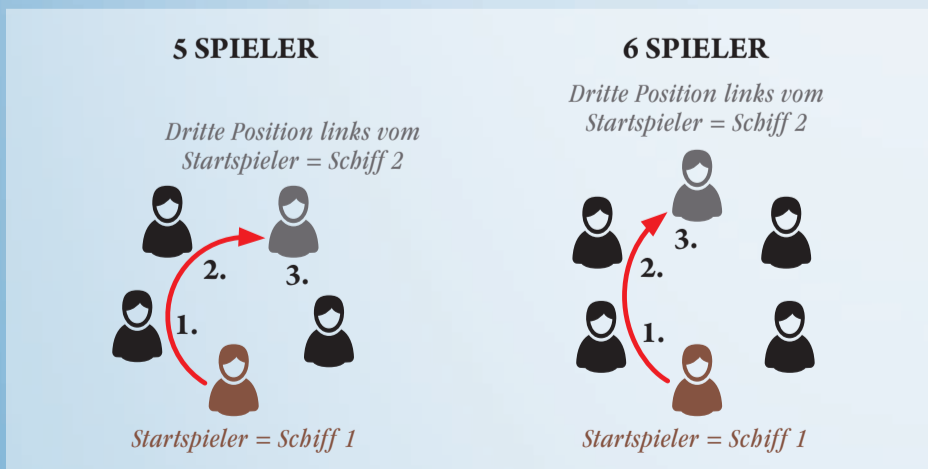 5 SPIELER
Dritte Position links vom
Startspieler = Schiff 2
2.
3.
1.
Startspieler = Schiff 1
6 SPIELER
Dritte Position links vom
Startspieler = Schiff 2
3.
2.
1.
Startspieler = Schiff 1